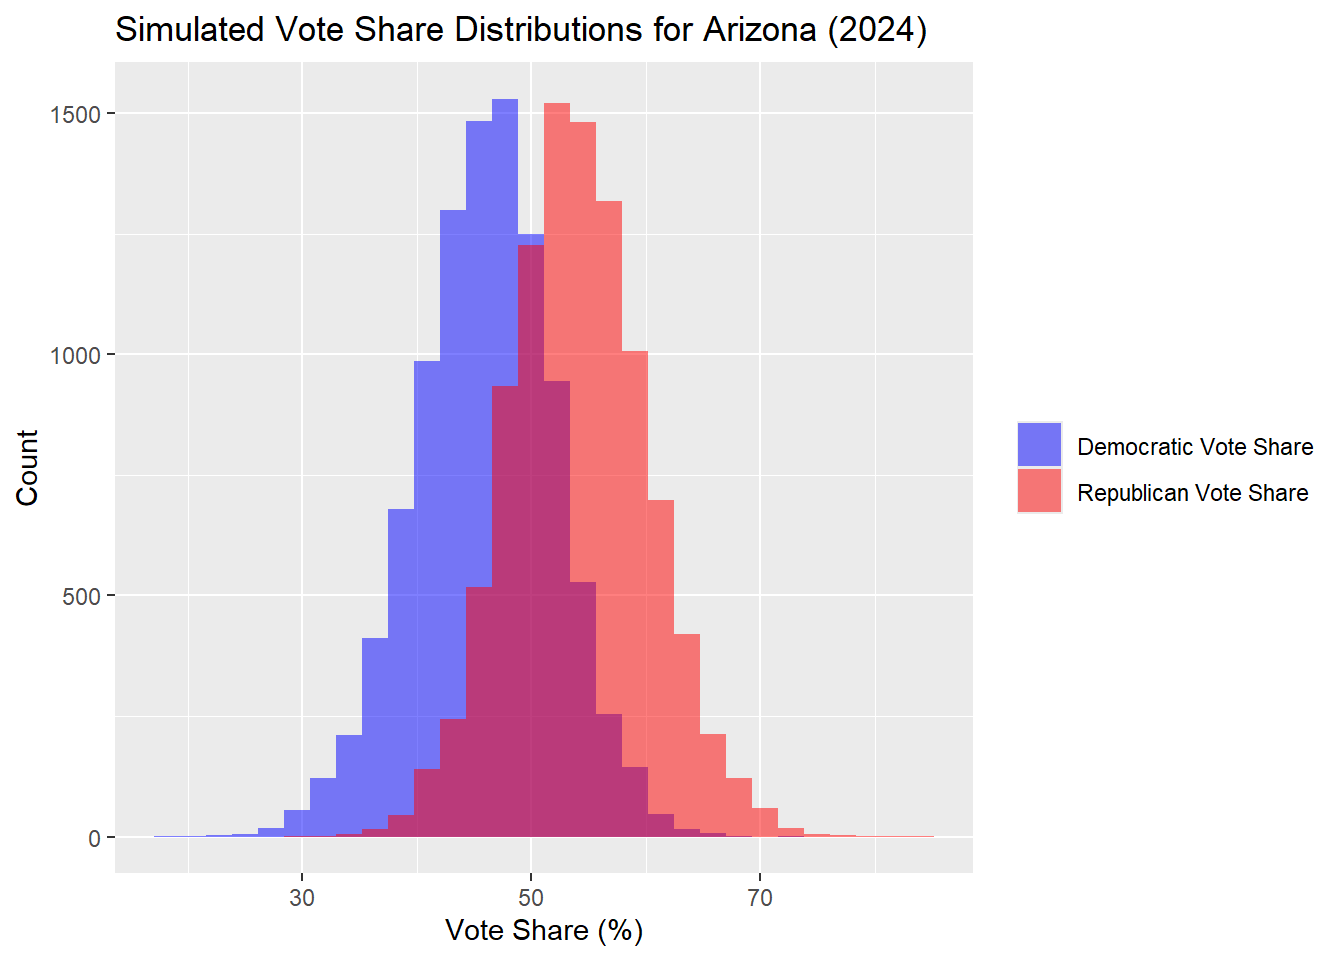 Simulated Vote Share Distributions for Arizona (2024)
1500
1000
500
0
Count
30 50 70
Vote Share (%)
Democratic Vote Share
Republican Vote Share